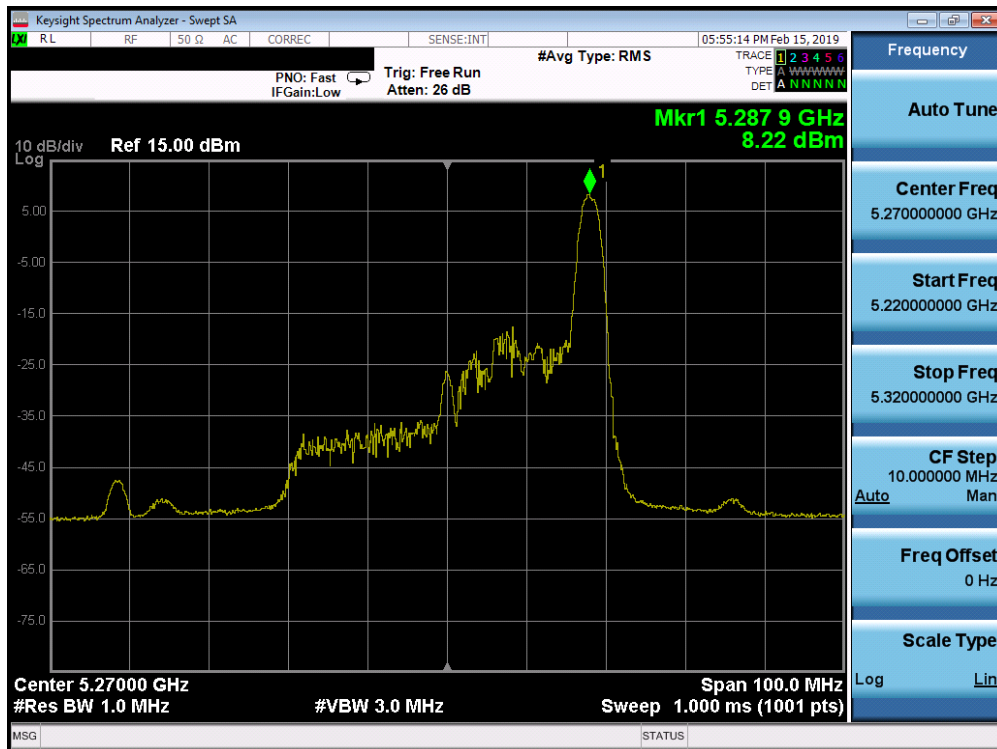 Keysight Spectrum Analyzer - Swept SA
LXI RL RF 50 Ω AC CORREC SENSE:INT 05:55:14 PM Feb 15, 2019
Frequency
#Avg Type: RMS
TRACE 1 2 3 4 5 6
PNO: Fast Trig: Free Run
TYPE A WWWWW
IFGain:Low Atten: 26 dB
DET A N N N N N
Auto Tune
Mkr1 5.287 9 GHz
8.22 dBm
10 dB/div Ref 15.00 dBm
Log
1
5.00
-5.00
-15.0
-25.0
-35.0
-45.0
-55.0
-65.0
-75.0
Center Freq
5.270000000 GHz
Start Freq
5.220000000 GHz
Stop Freq
5.320000000 GHz
CF Step
10.000000 MHz
Auto Man
Freq Offset
0 Hz
Scale Type
Log Lin
Center 5.27000 GHz Span 100.0 MHz
#Res BW 1.0 MHz #VBW 3.0 MHz Sweep 1.000 ms (1001 pts)
MSG STATUS